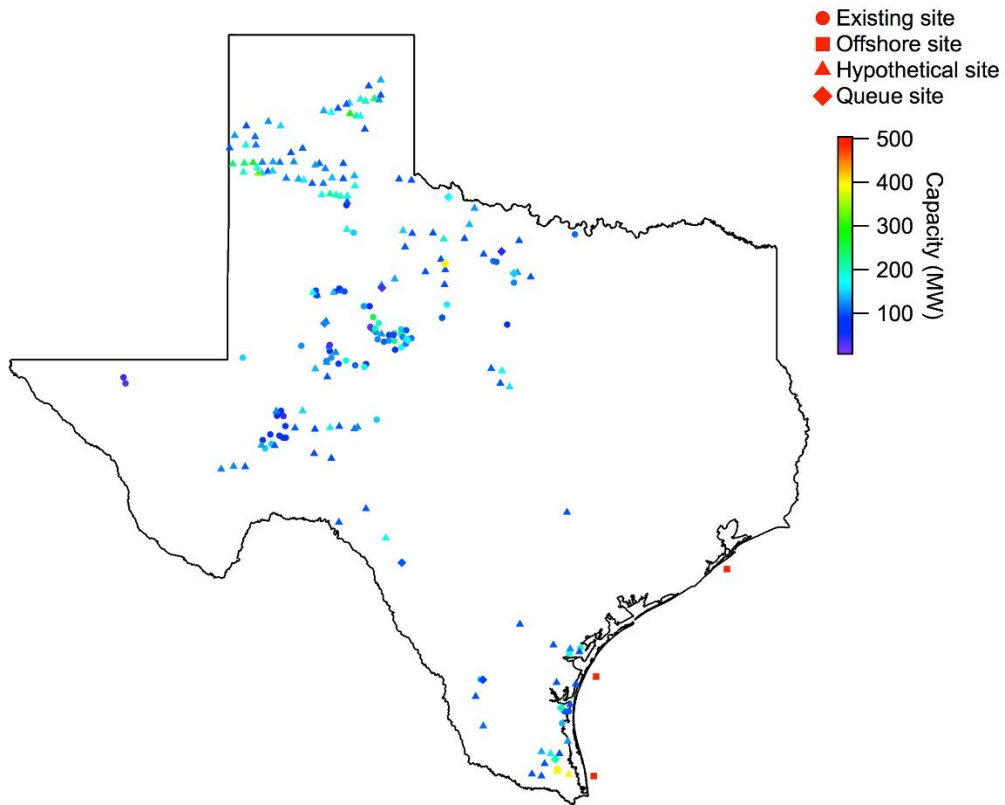 Existing site
Offshore site
Hypothetical site
Queue site
500
400
300
200
100
Capacity (MW)